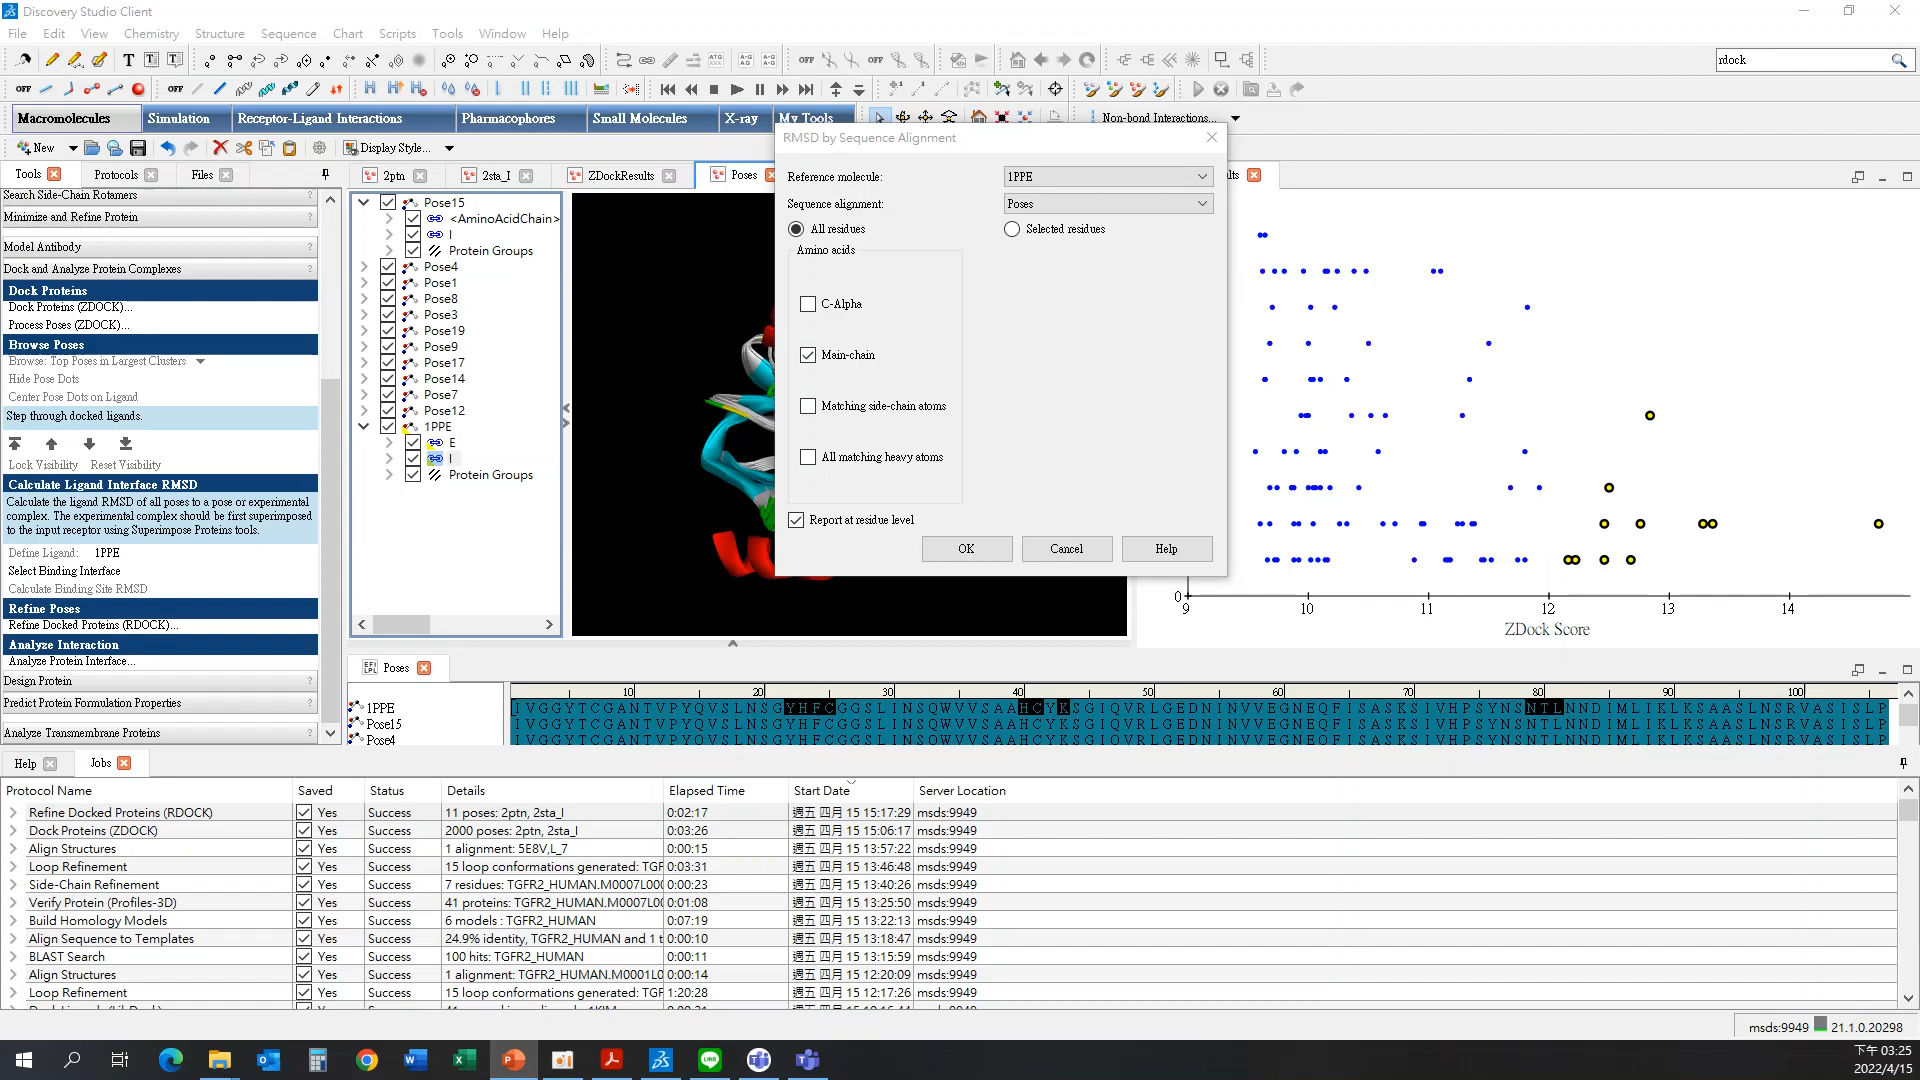 Discovery Studio Client
File Edit View Chemistry Structure Sequence Chart Scripts Tools Window Help
rdock
OFF OFF
OFF OFF
Macromolecules Simulation Receptor-Ligand Interactions Pharmacophores Small Molecules X-ray My Tools
Non-bond Interactions...
New Display Style...
Tools Protocols Files
2ptn 2sta_I ZDockResults Poses
Search Side-Chain Rotamers ?
Minimize and Refine Protein ?
Model Antibody ?
Dock and Analyze Protein Complexes ?
Dock Proteins
Dock Proteins (ZDOCK)...
Process Poses (ZDOCK)...
Browse Poses
Browse: Top Poses in Largest Clusters
Hide Pose Dots
Center Pose Dots on Ligand
Step through docked ligands.
Lock Visibility Reset Visibility
Calculate Ligand Interface RMSD
Calculate the ligand RMSD of all poses to a pose or experimental
complex. The experimental complex should be first superimposed
to the input receptor using Superimpose Proteins tools.
Define Ligand: 1PPE
Select Binding Interface
Calculate Binding Site RMSD
Refine Poses
Refine Docked Proteins (RDOCK)...
Analyze Interaction
Analyze Protein Interface...
Design Protein ?
Predict Protein Formulation Properties ?
Analyze Transmembrane Proteins ?
Pose15
<AminoAcidChain>
I
Protein Groups
Pose4
Pose1
Pose8
Pose3
Pose19
Pose9
Pose17
Pose14
Pose7
Pose12
1PPE
E
I
Protein Groups
RMSD by Sequence Alignment
Reference molecule: 1PPE
Sequence alignment: Poses
All residues Selected residues
Amino acids
C-Alpha
Main-chain
Matching side-chain atoms
All matching heavy atoms
Report at residue level
OK Cancel Help
0
9 10 11 12 13 14
ZDock Score
Poses
10 20 30 40 50 60 70 80 90 100
1PPE IVGGYTCGANTVPYQVSLNSGYHFCGGSLINSQWVVSAAHCYKSGIQVRLGEDNINVVEGNEQFISASKSIVHPSYNSNTLNNDIMLIKLKSAASLNSRVASISLP
Pose15 IVGGYTCGANTVPYQVSLNSGYHFCGGSLINSQWVVSAAHCYKSGIQVRLGEDNINVVEGNEQFISASKSIVHPSYNSNTLNNDIMLIKLKSAASLNSRVASISLP
Pose4 IVGGYTCGANTVPYQVSLNSGYHFCGGSLINSQWVVSAAHCYKSGIQVRLGEDNINVVEGNEQFISASKSIVHPSYNSNTLNNDIMLIKLKSAASLNSRVASISLP
Help Jobs
Protocol Name Saved Status Details Elapsed Time Start Date Server Location
Refine Docked Proteins (RDOCK) Yes Success 11 poses: 2ptn, 2sta_I 0:02:17 週五 四月 15 15:17:29 msds:9949
Dock Proteins (ZDOCK) Yes Success 2000 poses: 2ptn, 2sta_I 0:03:26 週五 四月 15 15:06:17 msds:9949
Align Structures Yes Success 1 alignment: 5E8V,L_7 0:00:15 週五 四月 15 13:57:22 msds:9949
Loop Refinement Yes Success 15 loop conformations generated: TGF 0:03:31 週五 四月 15 13:46:48 msds:9949
Side-Chain Refinement Yes Success 7 residues: TGFR2_HUMAN.M0007L000 0:00:23 週五 四月 15 13:40:26 msds:9949
Verify Protein (Profiles-3D) Yes Success 41 proteins: TGFR2_HUMAN.M0007L00 0:01:08 週五 四月 15 13:25:50 msds:9949
Build Homology Models Yes Success 6 models : TGFR2_HUMAN 0:07:19 週五 四月 15 13:22:13 msds:9949
Align Sequence to Templates Yes Success 24.9% identity, TGFR2_HUMAN and 1 t 0:00:10 週五 四月 15 13:18:47 msds:9949
BLAST Search Yes Success 100 hits: TGFR2_HUMAN 0:00:11 週五 四月 15 13:15:59 msds:9949
Align Structures Yes Success 1 alignment: TGFR2_HUMAN.M0001L0 0:00:14 週五 四月 15 12:20:09 msds:9949
Loop Refinement Yes Success 15 loop conformations generated: TGF 1:20:28 週五 四月 15 12:17:26 msds:9949
msds:9949 21.1.0.20298
下午 03:25
2022/4/15